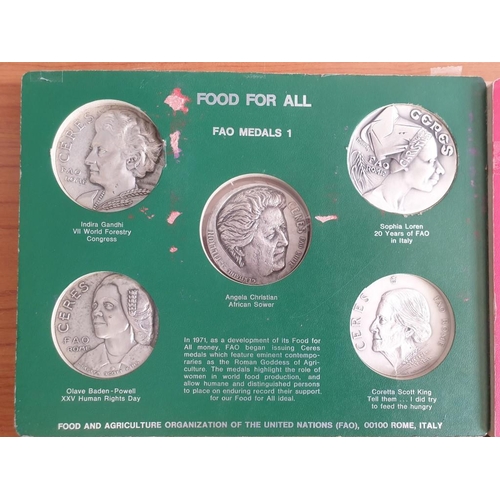 FOOD FOR ALL
FAO MEDALS 1
CERES
FAO
Indira Gandhi
VII World Forestry
Congress
CERES
FAO
Sophia Loren
20 Years of FAO
in Italy
Angela Christian
African Sower
CERES
FAO
Olave Baden-Powell
XXV Human Rights Day
CERES
Coretta Scott King
Tell them . . . I did try
to feed the hungry
In 1971, as a development of its Food for
All money, FAO began issuing Ceres
medals which feature eminent contempo-
raries as the Roman Goddess of Agri-
culture. The medals highlight the role of
women in world food production, and
allow humane and distinguished persons
to place on enduring record their support
for our Food for All ideal.
FOOD AND AGRICULTURE ORGANIZATION OF THE UNITED NATIONS (FAO), 00100 ROME, ITALY